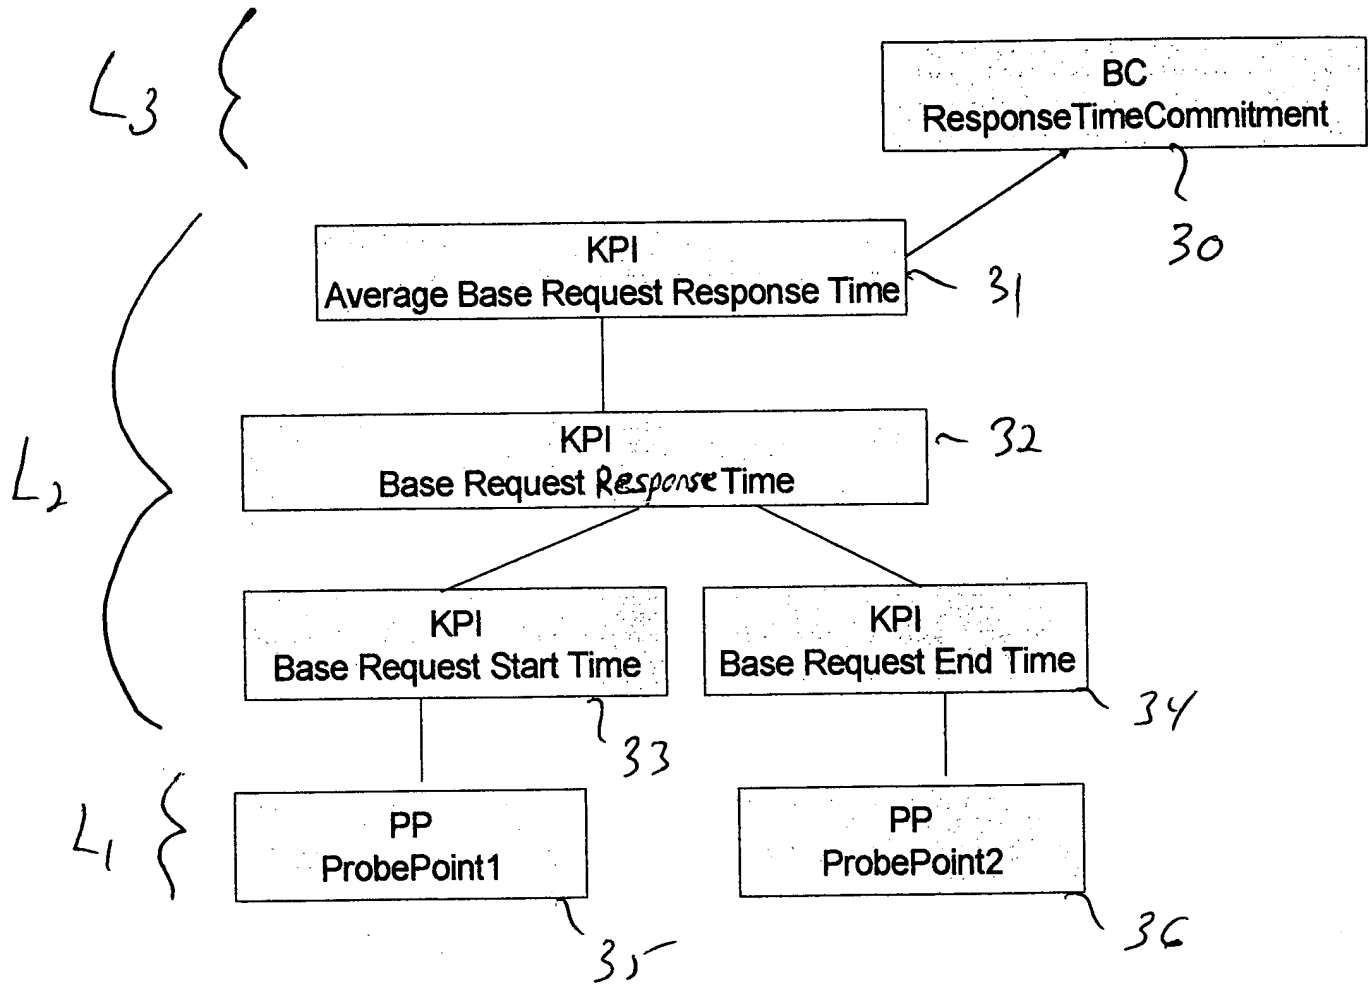 L3
BC
ResponseTimeCommitment
30
KPI
Average Base Request Response Time
31
L2
KPI
Base Request Response Time
32
KPI
Base Request Start Time
33
KPI
Base Request End Time
34
L1
PP
ProbePoint1
35
PP
ProbePoint2
36